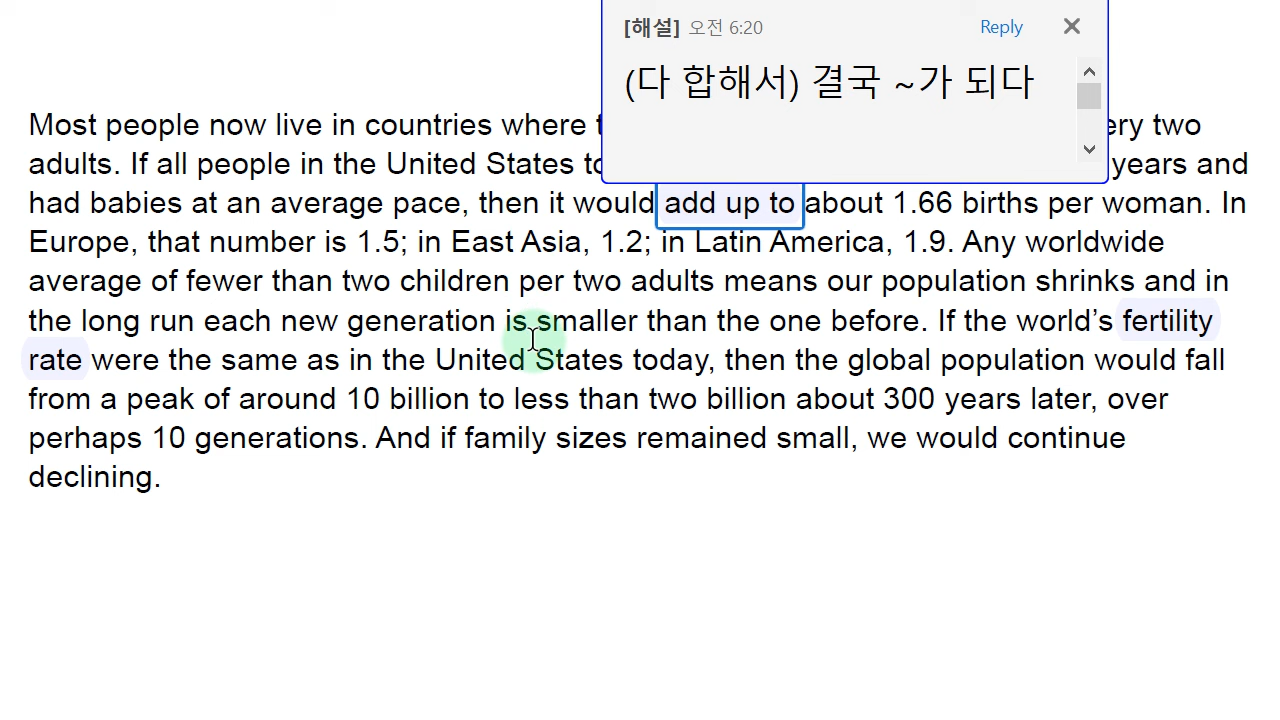 [해설] 오전 6:20 Reply
(다 합해서) 결국 ~가 되다
Most people now live in countries where ery two
adults. If all people in the United States to years and
had babies at an average pace, then it would add up to about 1.66 births per woman. In
Europe, that number is 1.5; in East Asia, 1.2; in Latin America, 1.9. Any worldwide
average of fewer than two children per two adults means our population shrinks and in
the long run each new generation is smaller than the one before. If the world’s fertility
rate were the same as in the United States today, then the global population would fall
from a peak of around 10 billion to less than two billion about 300 years later, over
perhaps 10 generations. And if family sizes remained small, we would continue
declining.